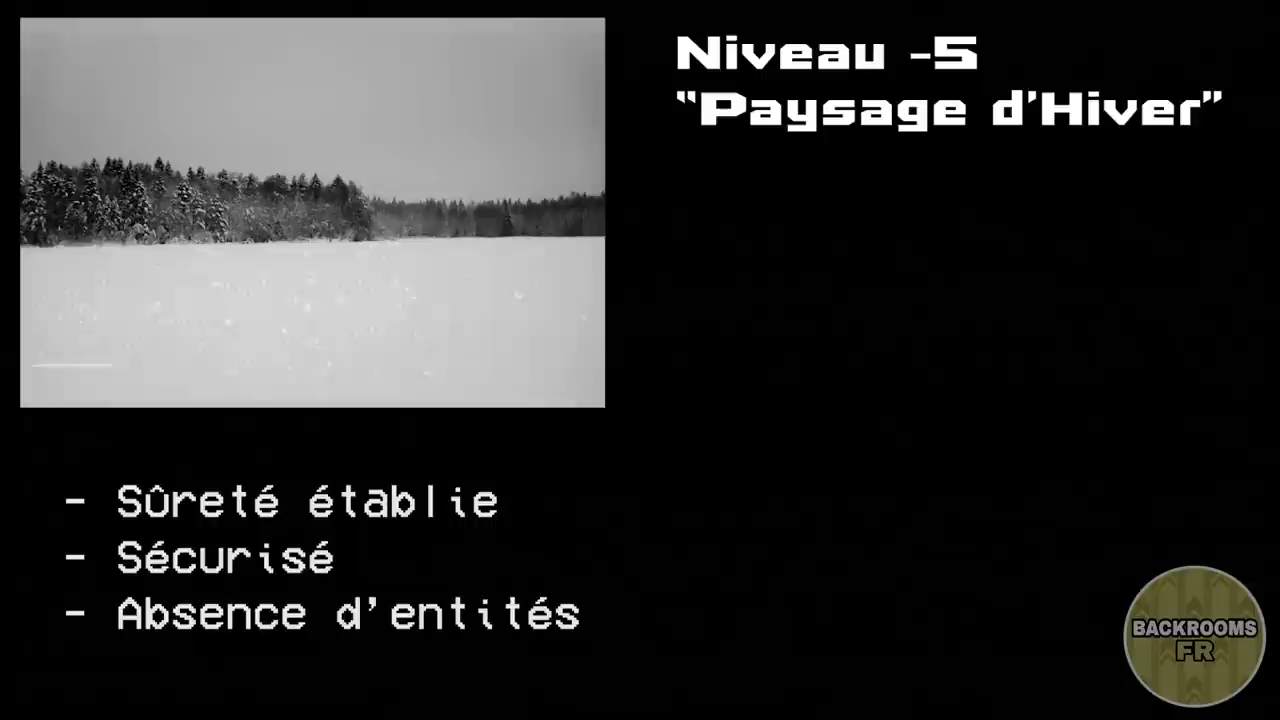 Niveau -5
"Paysage d'Hiver"
- Sûreté établie
- Sécurisé
- Absence d'entités
BACKROOMS
FR